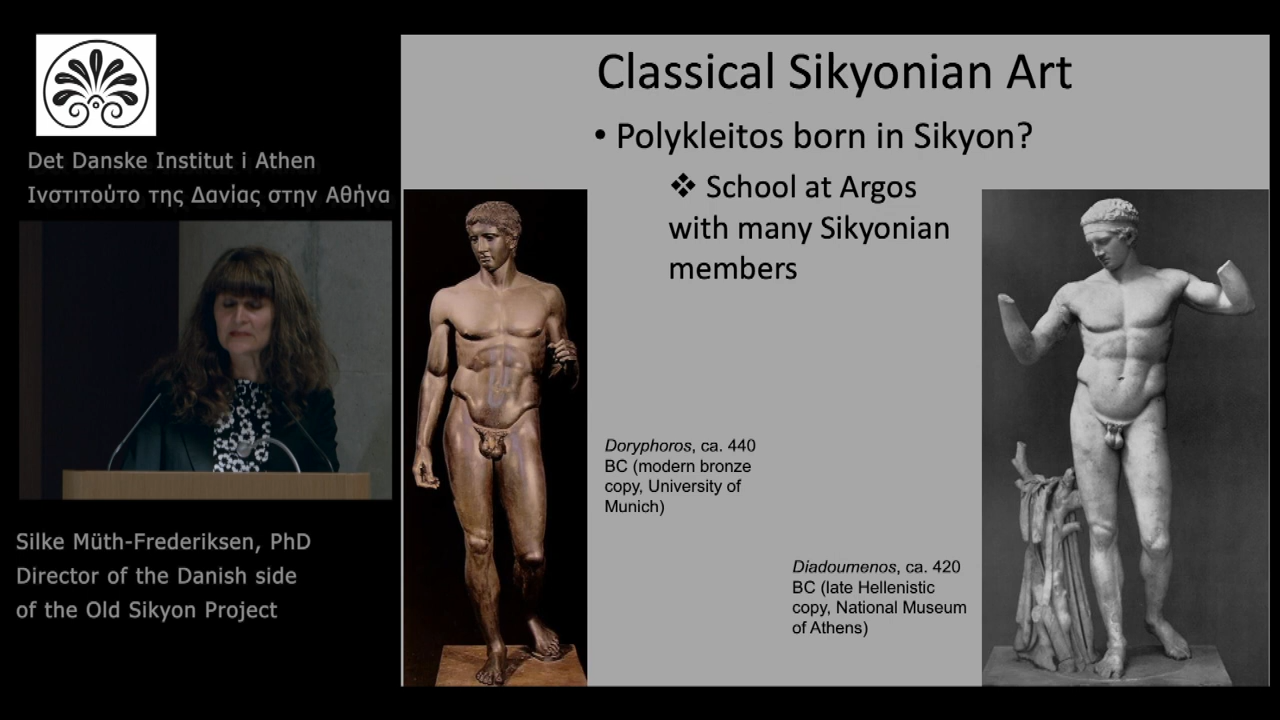 Det Danske Institut i Athen
Ινστιτούτο της Δανίας στην Αθήνα
Silke Müth-Frederiksen, PhD
Director of the Danish side
of the Old Sikyon Project
Classical Sikyonian Art
• Polykleitos born in Sikyon?
❖ School at Argos
with many Sikyonian
members
Doryphoros, ca. 440
BC (modern bronze
copy, University of
Munich)
Diadoumenos, ca. 420
BC (late Hellenistic
copy, National Museum
of Athens)